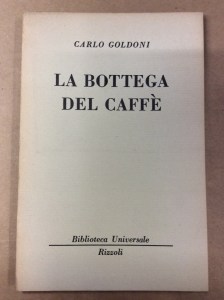 CARLO GOLDONI
LA BOTTEGA
DEL CAFFÈ
Biblioteca Universale
Rizzoli